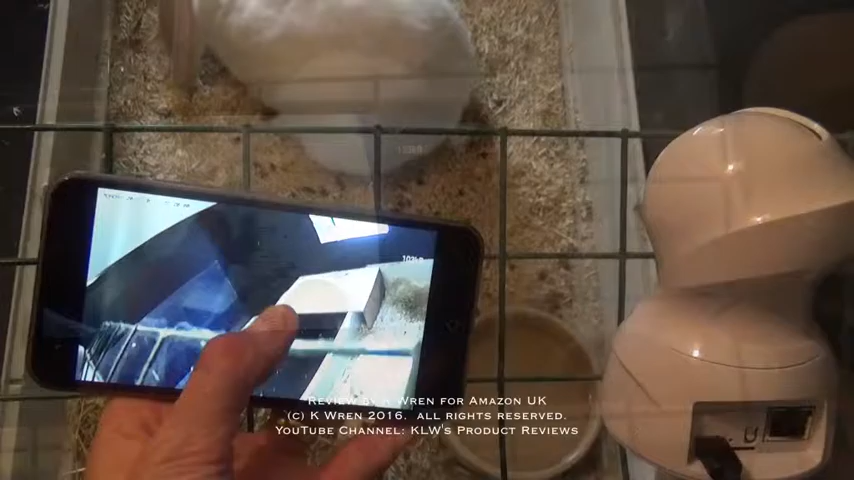 Review by K Wren for Amazon UK
(c) K Wren 2016. All rights reserved.
YouTube Channel: KLW's Product Reviews